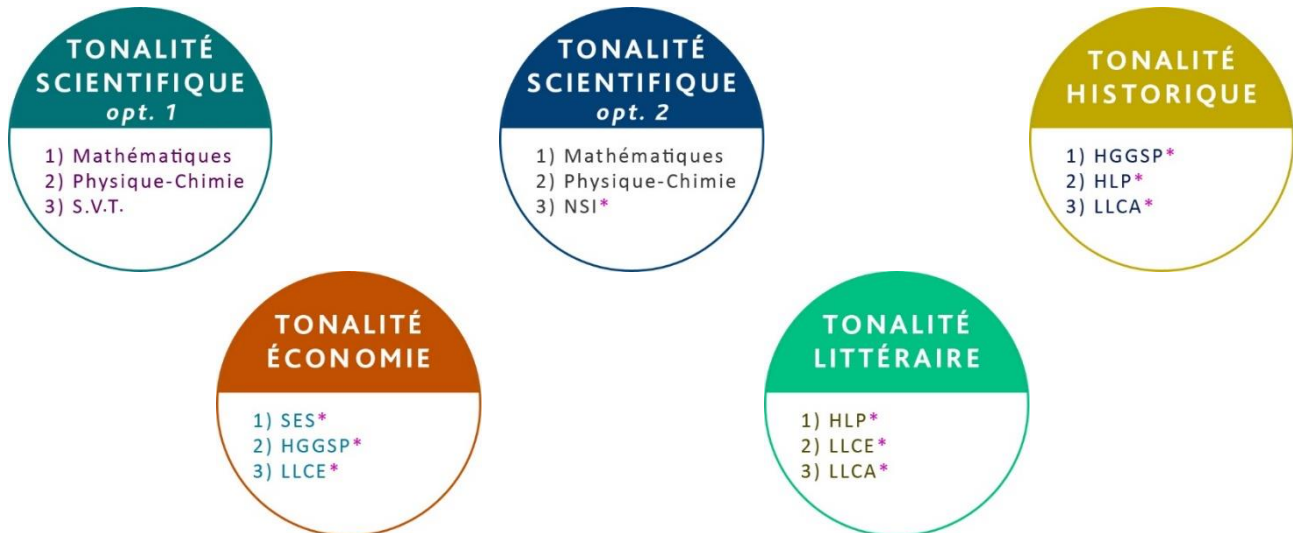 TONALITÉ
SCIENTIFIQUE
opt. 1
1) Mathématiques
2) Physique-Chimie
3) S.V.T.
TONALITÉ
SCIENTIFIQUE
opt. 2
1) Mathématiques
2) Physique-Chimie
3) NSI*
TONALITÉ
HISTORIQUE
1) HGGSP*
2) HLP*
3) LLCA*
TONALITÉ
ÉCONOMIE
1) SES*
2) HGGSP*
3) LLCE*
TONALITÉ
LITTÉRAIRE
1) HLP*
2) LLCE*
3) LLCA*